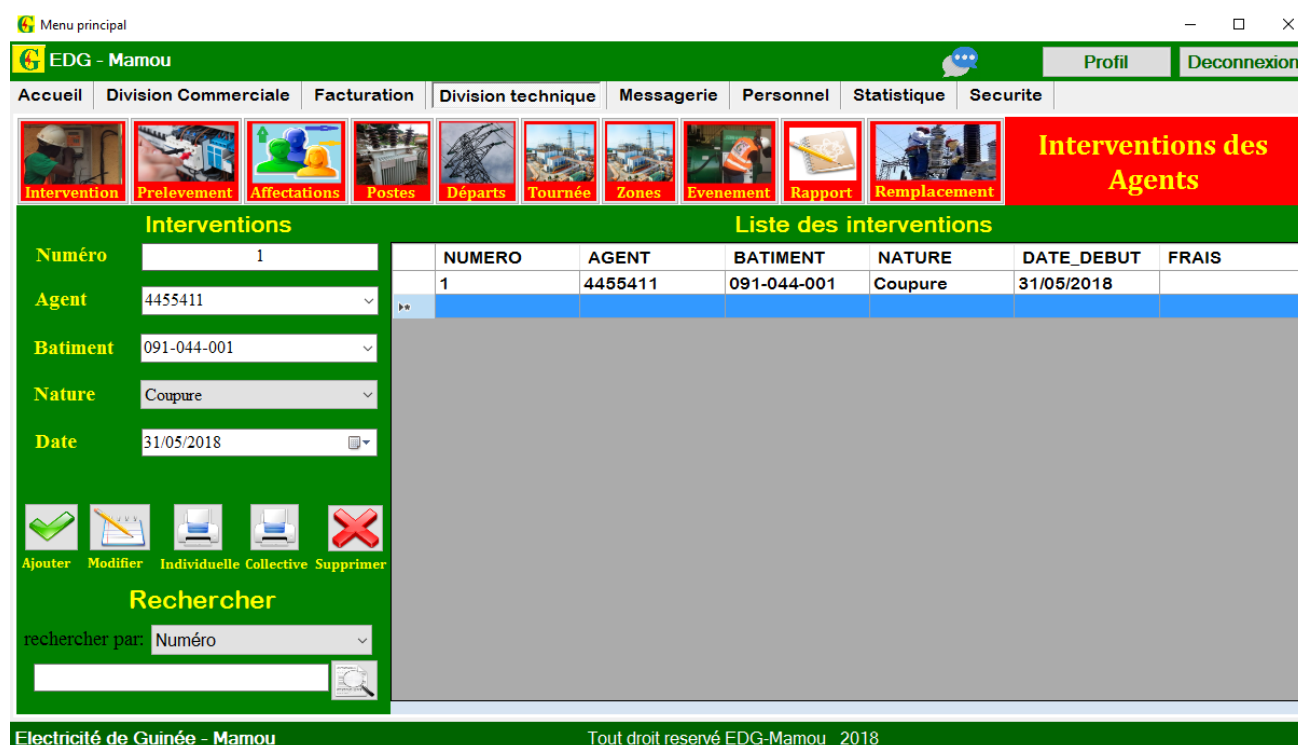 Menu principal
EDG - Mamou
Profil
Deconnexion
Accueil Division Commerciale Facturation Division technique Messagerie Personnel Statistique Securite
Intervention Prelevement Affectations Postes Départs Tournée Zones Evenement Rapport Remplacement
Interventions des
Agents
Interventions
Liste des interventions
Numéro 1
NUMERO AGENT BATIMENT NATURE DATE_DEBUT FRAIS
1 4455411 091-044-001 Coupure 31/05/2018
Agent 4455411
Batiment 091-044-001
Nature Coupure
Date 31/05/2018
Ajouter Modifier Individuelle Collective Supprimer
Rechercher
rechercher par: Numéro
Electricité de Guinée - Mamou
Tout droit reservé EDG-Mamou 2018